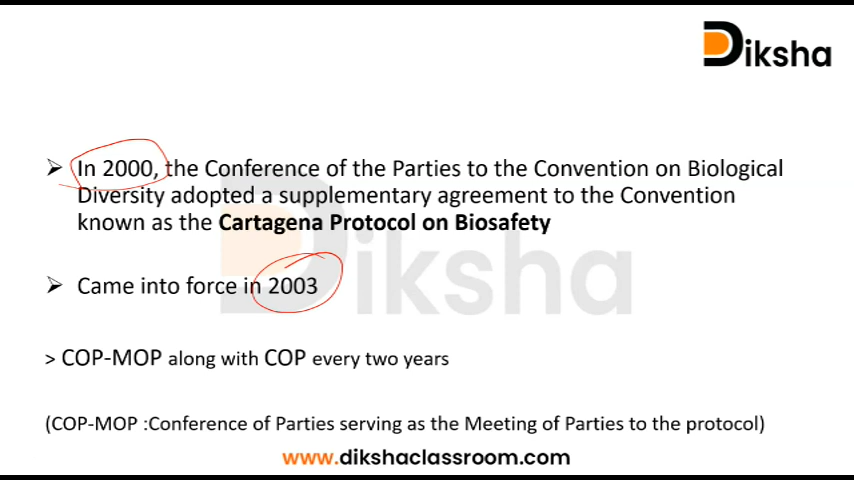 Diksha
➢ In 2000, the Conference of the Parties to the Convention on Biological
Diversity adopted a supplementary agreement to the Convention
known as the Cartagena Protocol on Biosafety
Diksha
➢ Came into force in 2003
> COP-MOP along with COP every two years
(COP-MOP :Conference of Parties serving as the Meeting of Parties to the protocol)
www.dikshaclassroom.com